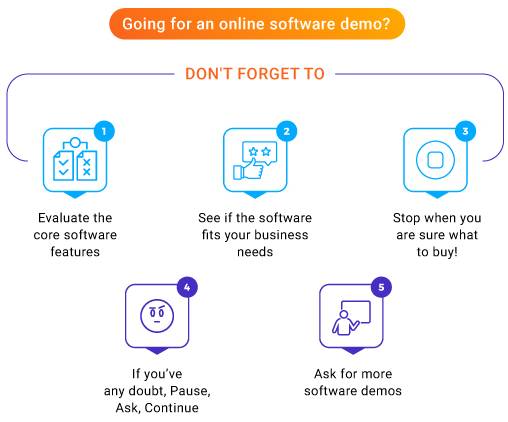 Going for an online software demo?
DON'T FORGET TO
1
Evaluate the
core software
features
2
See if the software
fits your business
needs
3
Stop when you
are sure what
to buy!
4
If you've
any doubt, Pause,
Ask, Continue
5
Ask for more
software demos